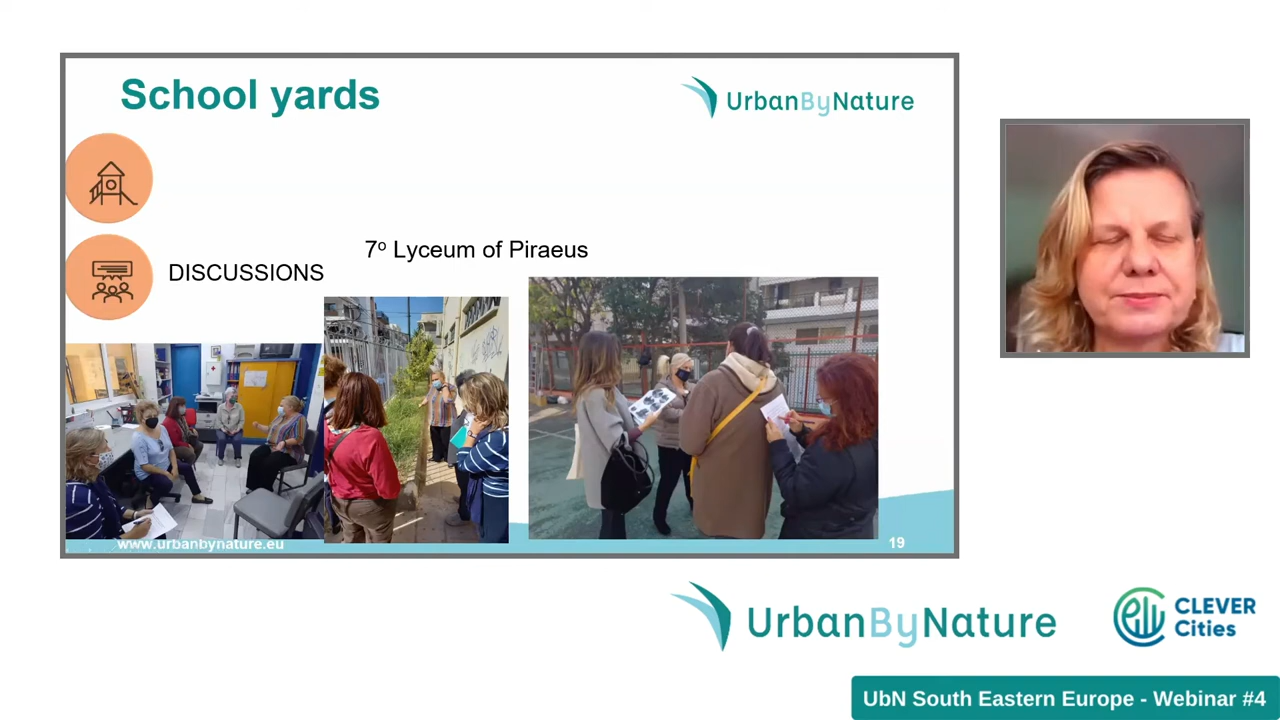 School yards
UrbanByNature
7º Lyceum of Piraeus
DISCUSSIONS
www.urbanbynature.eu
19
UrbanByNature
CLEVER
Cities
UbN South Eastern Europe - Webinar #4